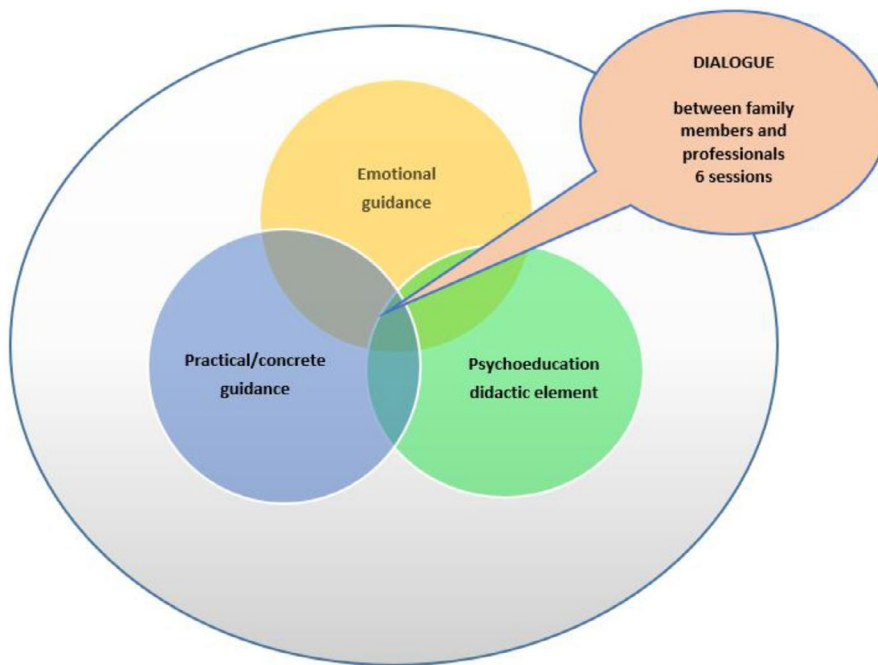 DIALOGUE
between family
members and
professionals
6 sessions
Emotional
guidance
Practical/concrete
guidance
Psychoeducation
didactic element